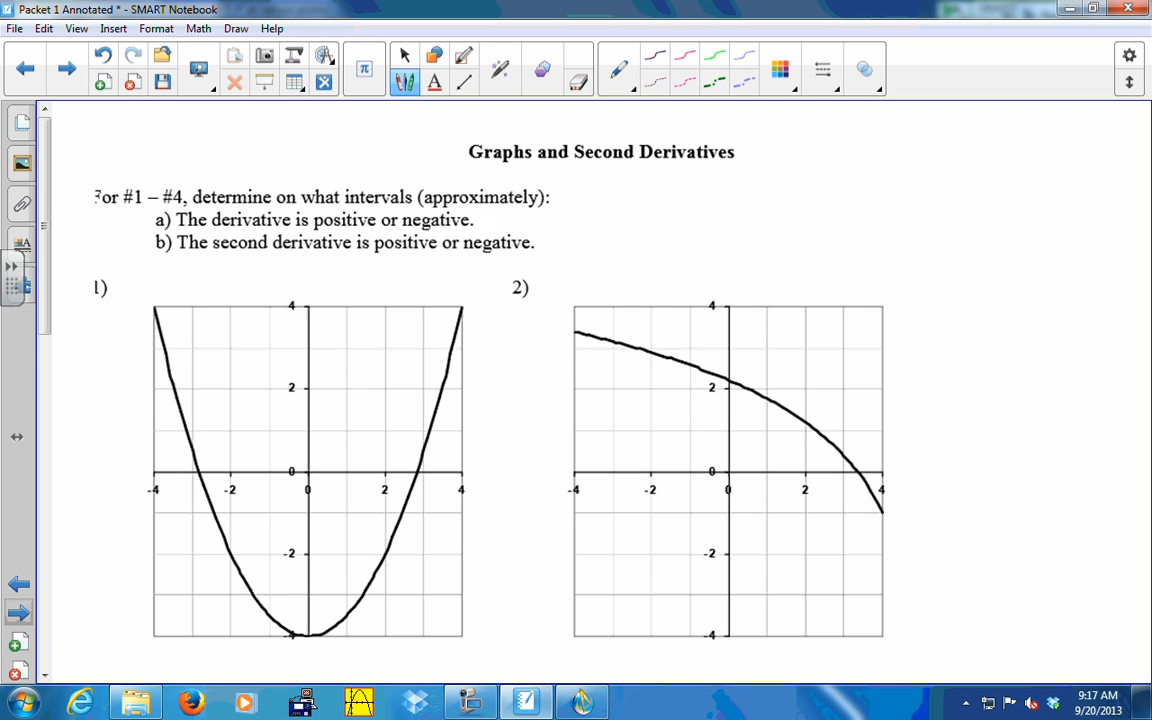 Packet 1 Annotated * - SMART Notebook
File Edit View Insert Format Math Draw Help
π
A
Graphs and Second Derivatives
For #1 – #4, determine on what intervals (approximately):
a) The derivative is positive or negative.
b) The second derivative is positive or negative.
1)
2)
4
2
0
-4 -2 0 2 4
-2
-4
4
2
0
-4 -2 0 2 4
-2
-4
9:17 AM
9/20/2013